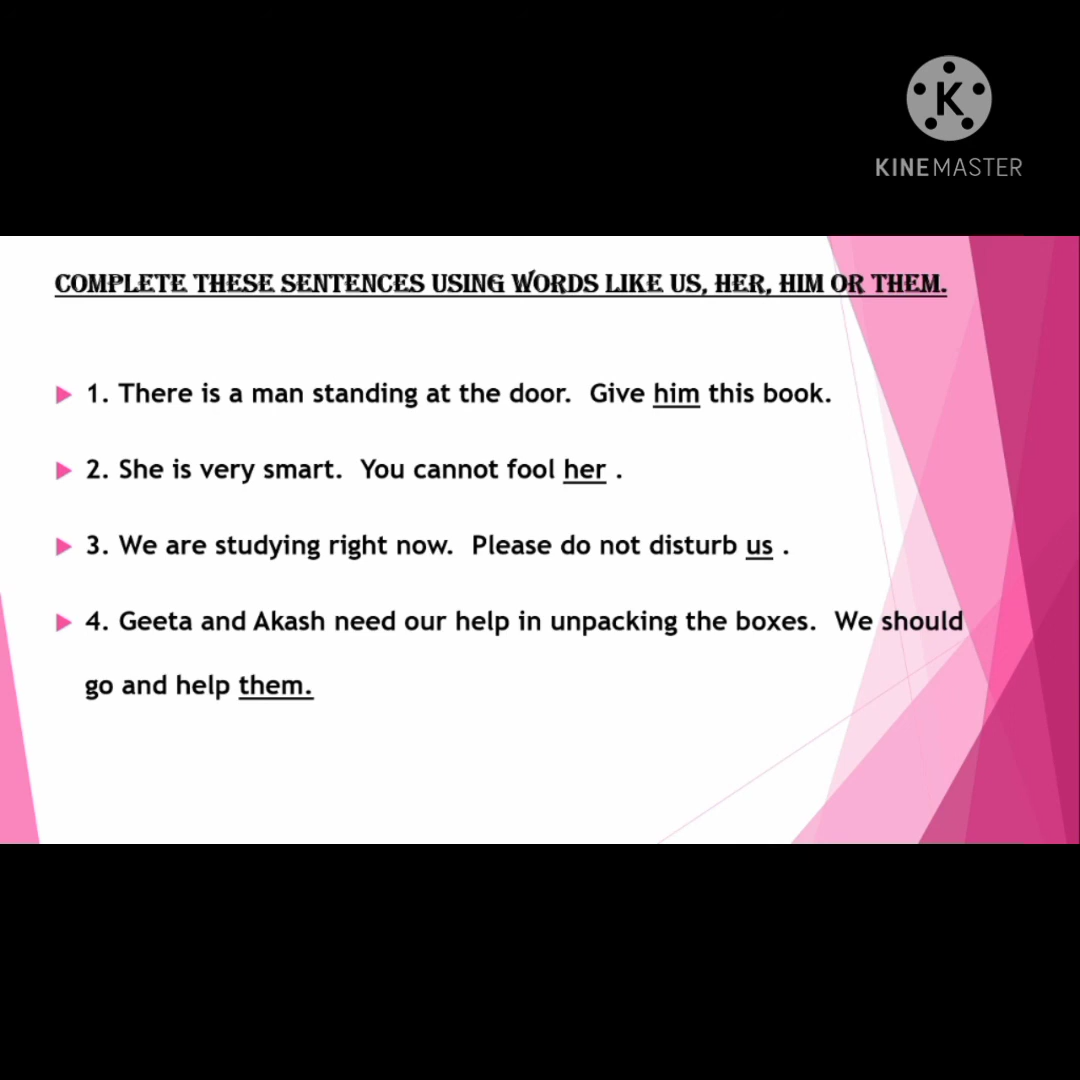 K
KINEMASTER
COMPLETE THESE SENTENCES USING WORDS LIKE US, HER, HIM OR THEM.
1. There is a man standing at the door. Give him this book.
2. She is very smart. You cannot fool her .
3. We are studying right now. Please do not disturb us .
4. Geeta and Akash need our help in unpacking the boxes. We should
go and help them.